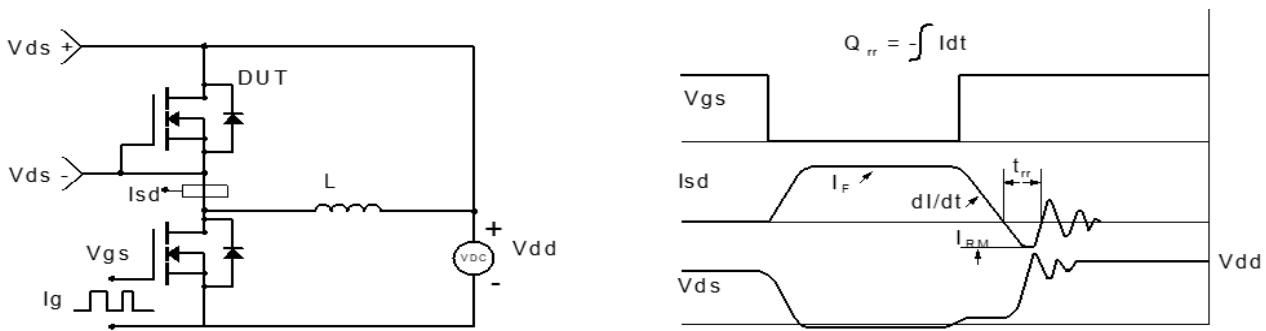 Vds +
DUT
Vds -
Isd
L
Vgs
+
VDC
Vdd
-
Ig
Q rr = -∫ Idt
Vgs
Isd
I F
dI/dt
t rr
I RM
Vdd
Vds